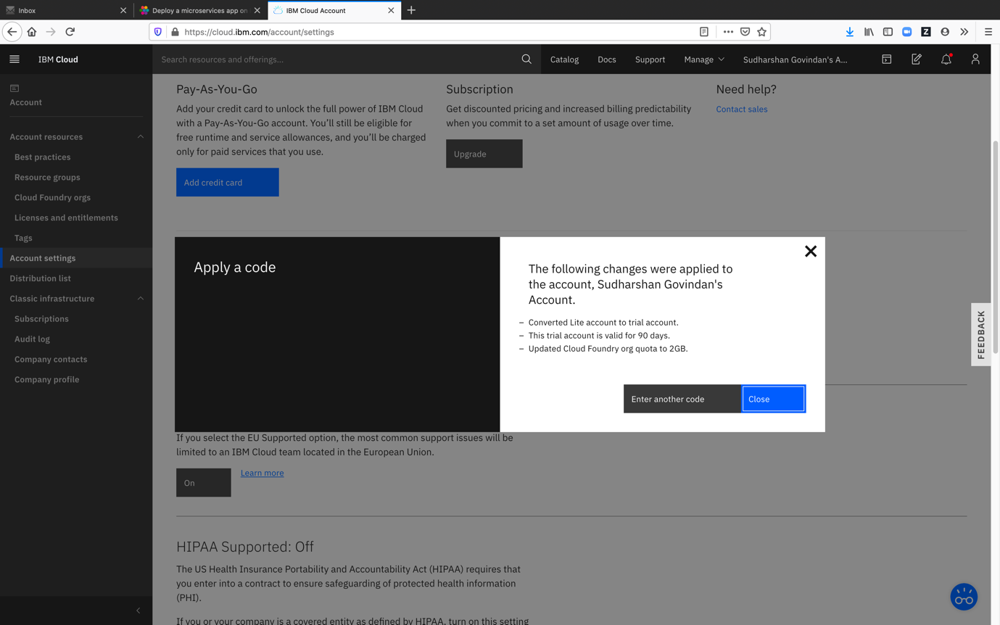 Inbox
Deploy a microservices app on
IBM Cloud Account
https://cloud.ibm.com/account/settings
Z
IBM Cloud
Search resources and offerings...
Catalog
Docs
Support
Manage
Sudharshan Govindan's A...
Account
Account resources
Best practices
Resource groups
Cloud Foundry orgs
Licenses and entitlements
Tags
Account settings
Distribution list
Classic infrastructure
Subscriptions
Audit log
Company contacts
Company profile
Pay-As-You-Go
Add your credit card to unlock the full power of IBM Cloud
with a Pay-As-You-Go account. You’ll still be eligible for
free runtime and service allowances, and you’ll be charged
only for paid services that you use.
Add credit card
Subscription
Get discounted pricing and increased billing predictability
when you commit to a set amount of usage over time.
Upgrade
Need help?
Contact sales
Apply a code
The following changes were applied to
the account, Sudharshan Govindan's
Account.
– Converted Lite account to trial account.
– This trial account is valid for 90 days.
– Updated Cloud Foundry org quota to 2GB.
Enter another code
Close
FEEDBACK
If you select the EU Supported option, the most common support issues will be
limited to an IBM Cloud team located in the European Union.
On
Learn more
HIPAA Supported: Off
The US Health Insurance Portability and Accountability Act (HIPAA) requires that
you enter into a contract to ensure safeguarding of protected health information
(PHI).
If you or your company is a covered entity as defined by HIPAA, turn on this setting